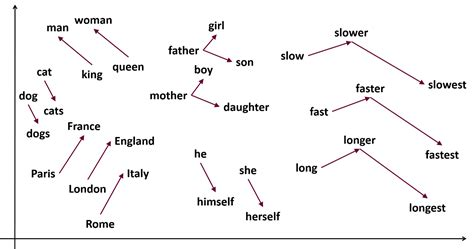 man
woman
king
queen
cat
cats
dog
dogs
France
Paris
England
London
Italy
Rome
girl
father
son
boy
mother
daughter
he
himself
she
herself
slower
slow
slowest
faster
fast
fastest
longer
long
longest